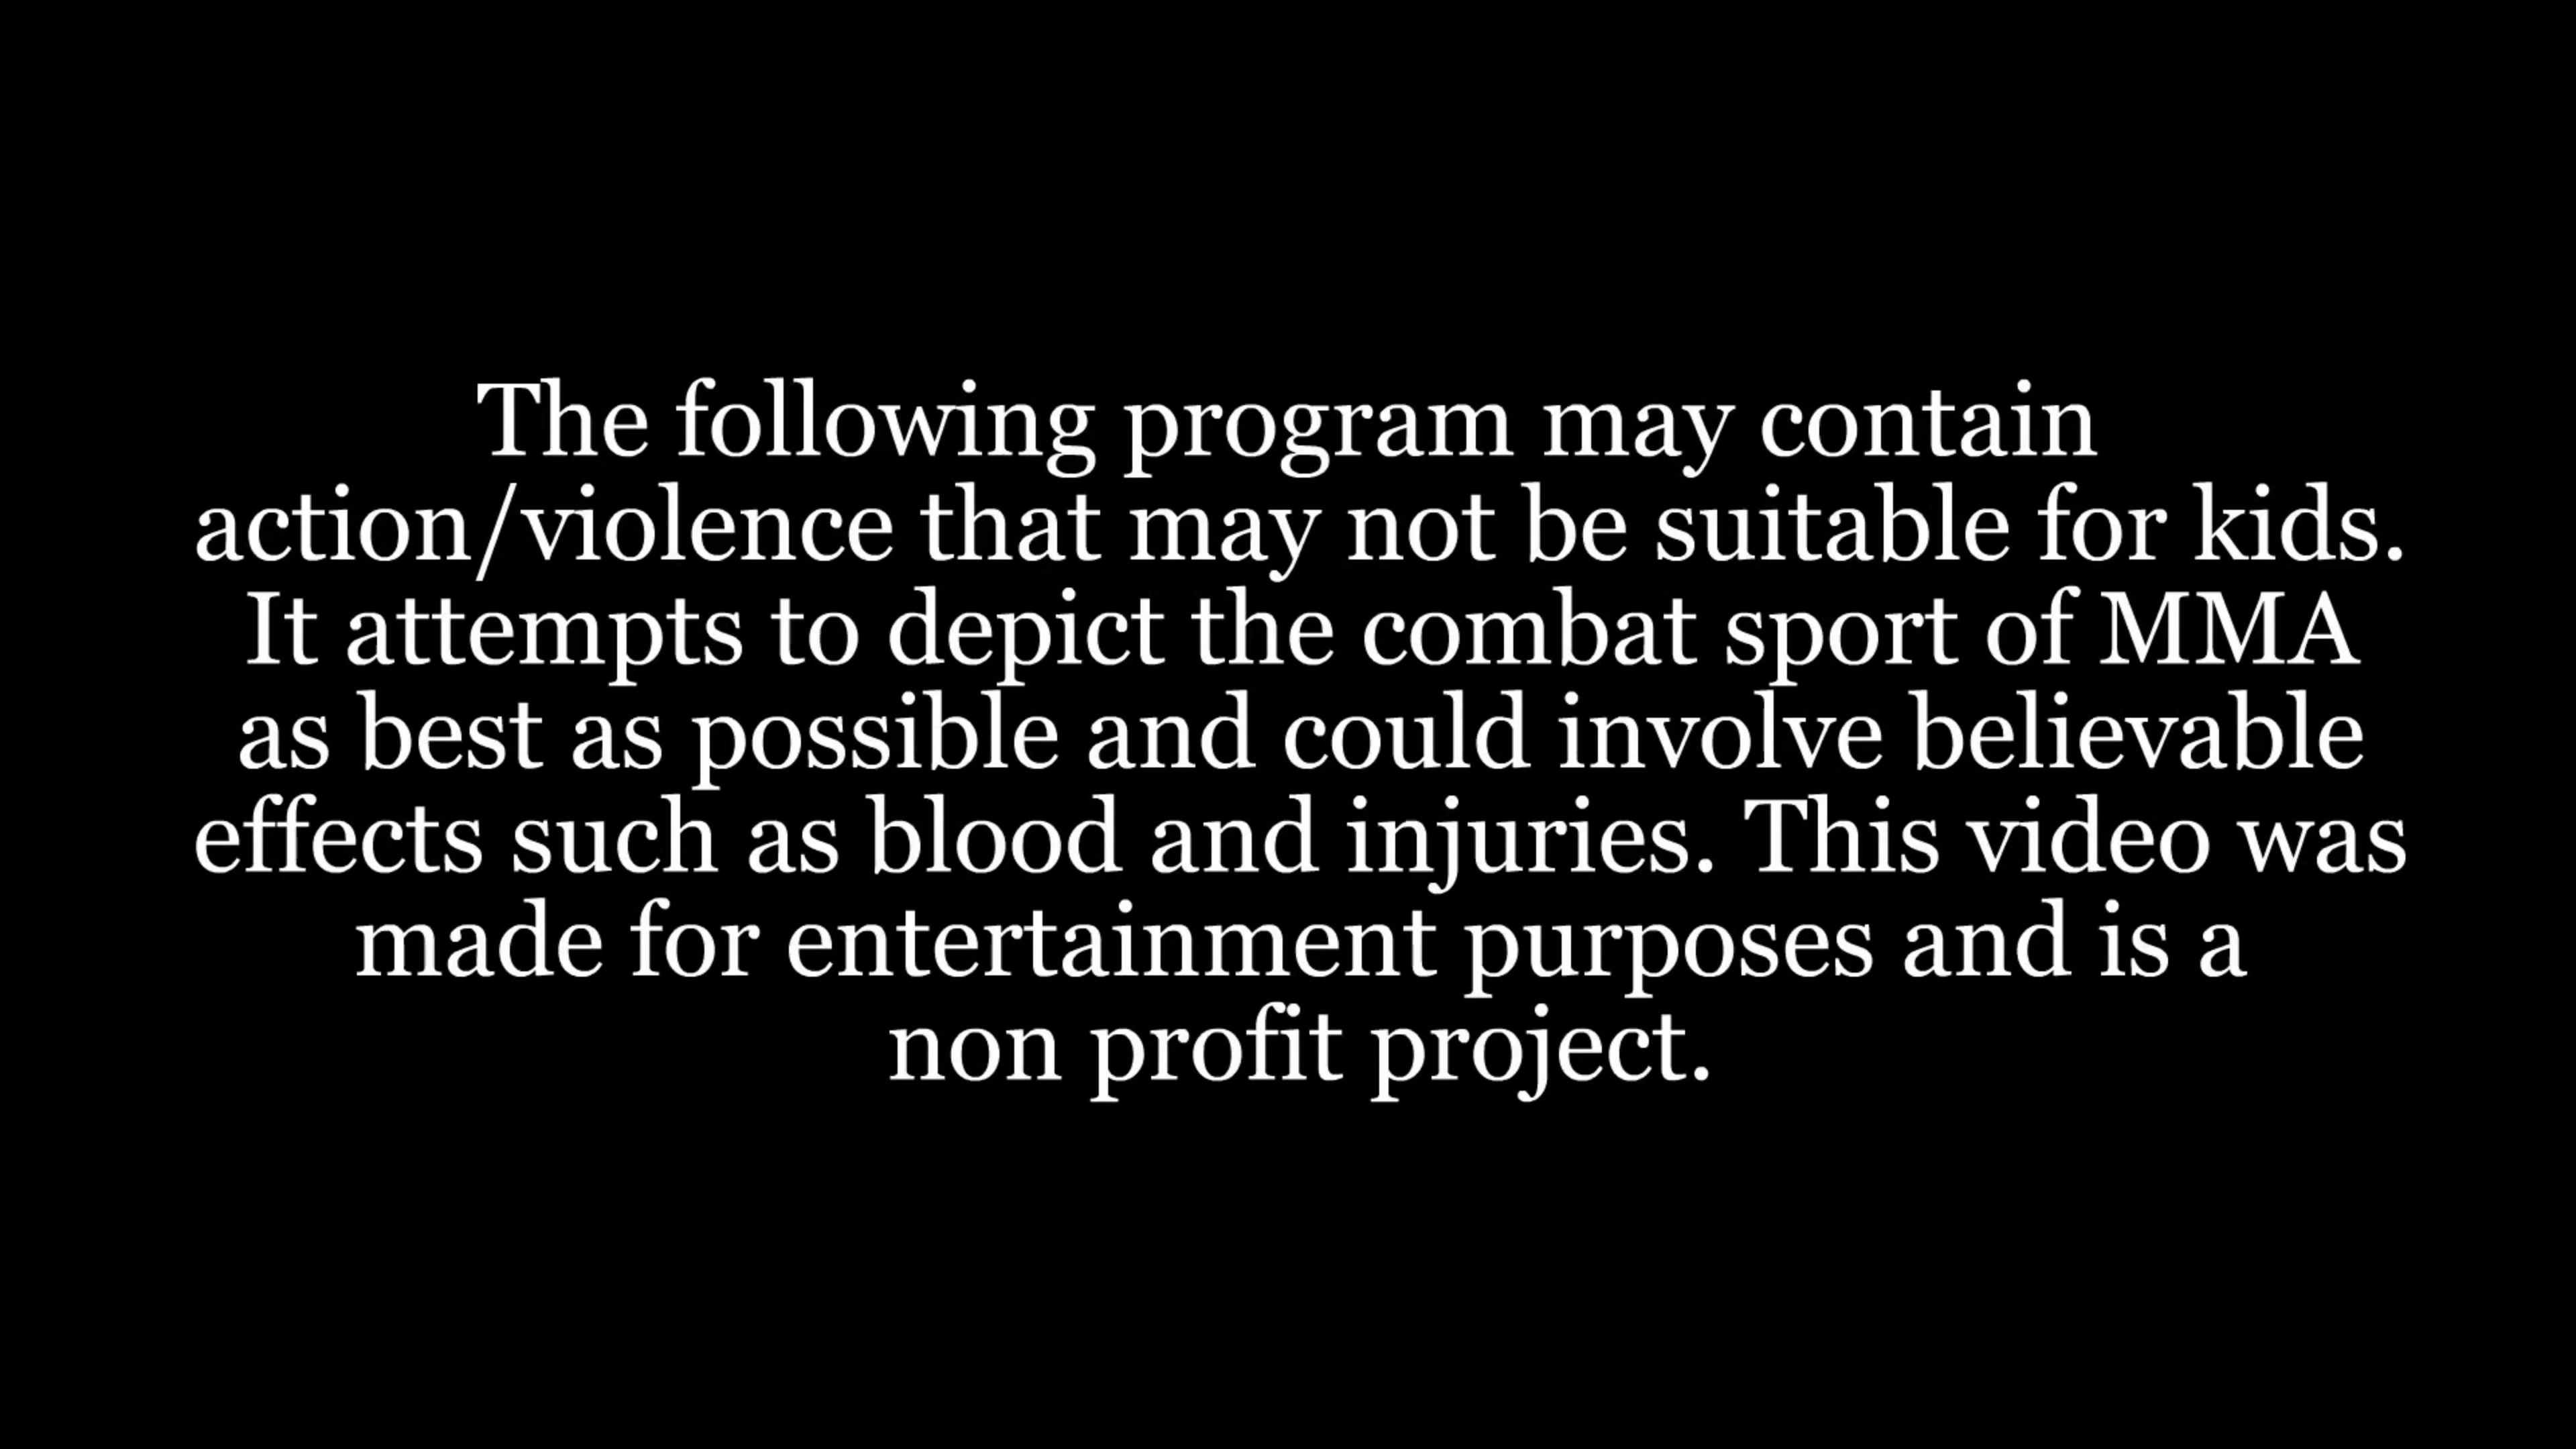 The following program may contain
action/violence that may not be suitable for kids.
It attempts to depict the combat sport of MMA
as best as possible and could involve believable
effects such as blood and injuries. This video was
made for entertainment purposes and is a
non profit project.